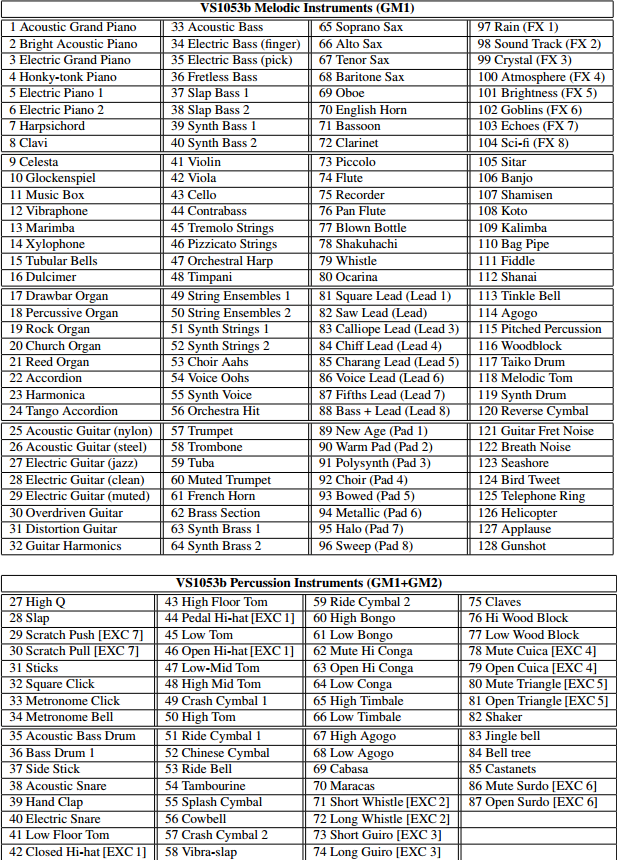 VS1053b Melodic Instruments (GM1)
1 Acoustic Grand Piano 33 Acoustic Bass 65 Soprano Sax 97 Rain (FX 1)
2 Bright Acoustic Piano 34 Electric Bass (finger) 66 Alto Sax 98 Sound Track (FX 2)
3 Electric Grand Piano 35 Electric Bass (pick) 67 Tenor Sax 99 Crystal (FX 3)
4 Honky-tonk Piano 36 Fretless Bass 68 Baritone Sax 100 Atmosphere (FX 4)
5 Electric Piano 1 37 Slap Bass 1 69 Oboe 101 Brightness (FX 5)
6 Electric Piano 2 38 Slap Bass 2 70 English Horn 102 Goblins (FX 6)
7 Harpsichord 39 Synth Bass 1 71 Bassoon 103 Echoes (FX 7)
8 Clavi 40 Synth Bass 2 72 Clarinet 104 Sci-fi (FX 8)
9 Celesta 41 Violin 73 Piccolo 105 Sitar
10 Glockenspiel 42 Viola 74 Flute 106 Banjo
11 Music Box 43 Cello 75 Recorder 107 Shamisen
12 Vibraphone 44 Contrabass 76 Pan Flute 108 Koto
13 Marimba 45 Tremolo Strings 77 Blown Bottle 109 Kalimba
14 Xylophone 46 Pizzicato Strings 78 Shakuhachi 110 Bag Pipe
15 Tubular Bells 47 Orchestral Harp 79 Whistle 111 Fiddle
16 Dulcimer 48 Timpani 80 Ocarina 112 Shanai
17 Drawbar Organ 49 String Ensembles 1 81 Square Lead (Lead 1) 113 Tinkle Bell
18 Percussive Organ 50 String Ensembles 2 82 Saw Lead (Lead) 114 Agogo
19 Rock Organ 51 Synth Strings 1 83 Calliope Lead (Lead 3) 115 Pitched Percussion
20 Church Organ 52 Synth Strings 2 84 Chiff Lead (Lead 4) 116 Woodblock
21 Reed Organ 53 Choir Aahs 85 Charang Lead (Lead 5) 117 Taiko Drum
22 Accordion 54 Voice Oohs 86 Voice Lead (Lead 6) 118 Melodic Tom
23 Harmonica 55 Synth Voice 87 Fifths Lead (Lead 7) 119 Synth Drum
24 Tango Accordion 56 Orchestra Hit 88 Bass + Lead (Lead 8) 120 Reverse Cymbal
25 Acoustic Guitar (nylon) 57 Trumpet 89 New Age (Pad 1) 121 Guitar Fret Noise
26 Acoustic Guitar (steel) 58 Trombone 90 Warm Pad (Pad 2) 122 Breath Noise
27 Electric Guitar (jazz) 59 Tuba 91 Polysynth (Pad 3) 123 Seashore
28 Electric Guitar (clean) 60 Muted Trumpet 92 Choir (Pad 4) 124 Bird Tweet
29 Electric Guitar (muted) 61 French Horn 93 Bowed (Pad 5) 125 Telephone Ring
30 Overdriven Guitar 62 Brass Section 94 Metallic (Pad 6) 126 Helicopter
31 Distortion Guitar 63 Synth Brass 1 95 Halo (Pad 7) 127 Applause
32 Guitar Harmonics 64 Synth Brass 2 96 Sweep (Pad 8) 128 Gunshot
VS1053b Percussion Instruments (GM1+GM2)
27 High Q 43 High Floor Tom 59 Ride Cymbal 2 75 Claves
28 Slap 44 Pedal Hi-hat [EXC 1] 60 High Bongo 76 Hi Wood Block
29 Scratch Push [EXC 7] 45 Low Tom 61 Low Bongo 77 Low Wood Block
30 Scratch Pull [EXC 7] 46 Open Hi-hat [EXC 1] 62 Mute Hi Conga 78 Mute Cuica [EXC 4]
31 Sticks 47 Low-Mid Tom 63 Open Hi Conga 79 Open Cuica [EXC 4]
32 Square Click 48 High Mid Tom 64 Low Conga 80 Mute Triangle [EXC 5]
33 Metronome Click 49 Crash Cymbal 1 65 High Timbale 81 Open Triangle [EXC 5]
34 Metronome Bell 50 High Tom 66 Low Timbale 82 Shaker
35 Acoustic Bass Drum 51 Ride Cymbal 1 67 High Agogo 83 Jingle bell
36 Bass Drum 1 52 Chinese Cymbal 68 Low Agogo 84 Bell tree
37 Side Stick 53 Ride Bell 69 Cabasa 85 Castanets
38 Acoustic Snare 54 Tambourine 70 Maracas 86 Mute Surdo [EXC 6]
39 Hand Clap 55 Splash Cymbal 71 Short Whistle [EXC 2] 87 Open Surdo [EXC 6]
40 Electric Snare 56 Cowbell 72 Long Whistle [EXC 2]
41 Low Floor Tom 57 Crash Cymbal 2 73 Short Guiro [EXC 3]
42 Closed Hi-hat [EXC 1] 58 Vibra-slap 74 Long Guiro [EXC 3]